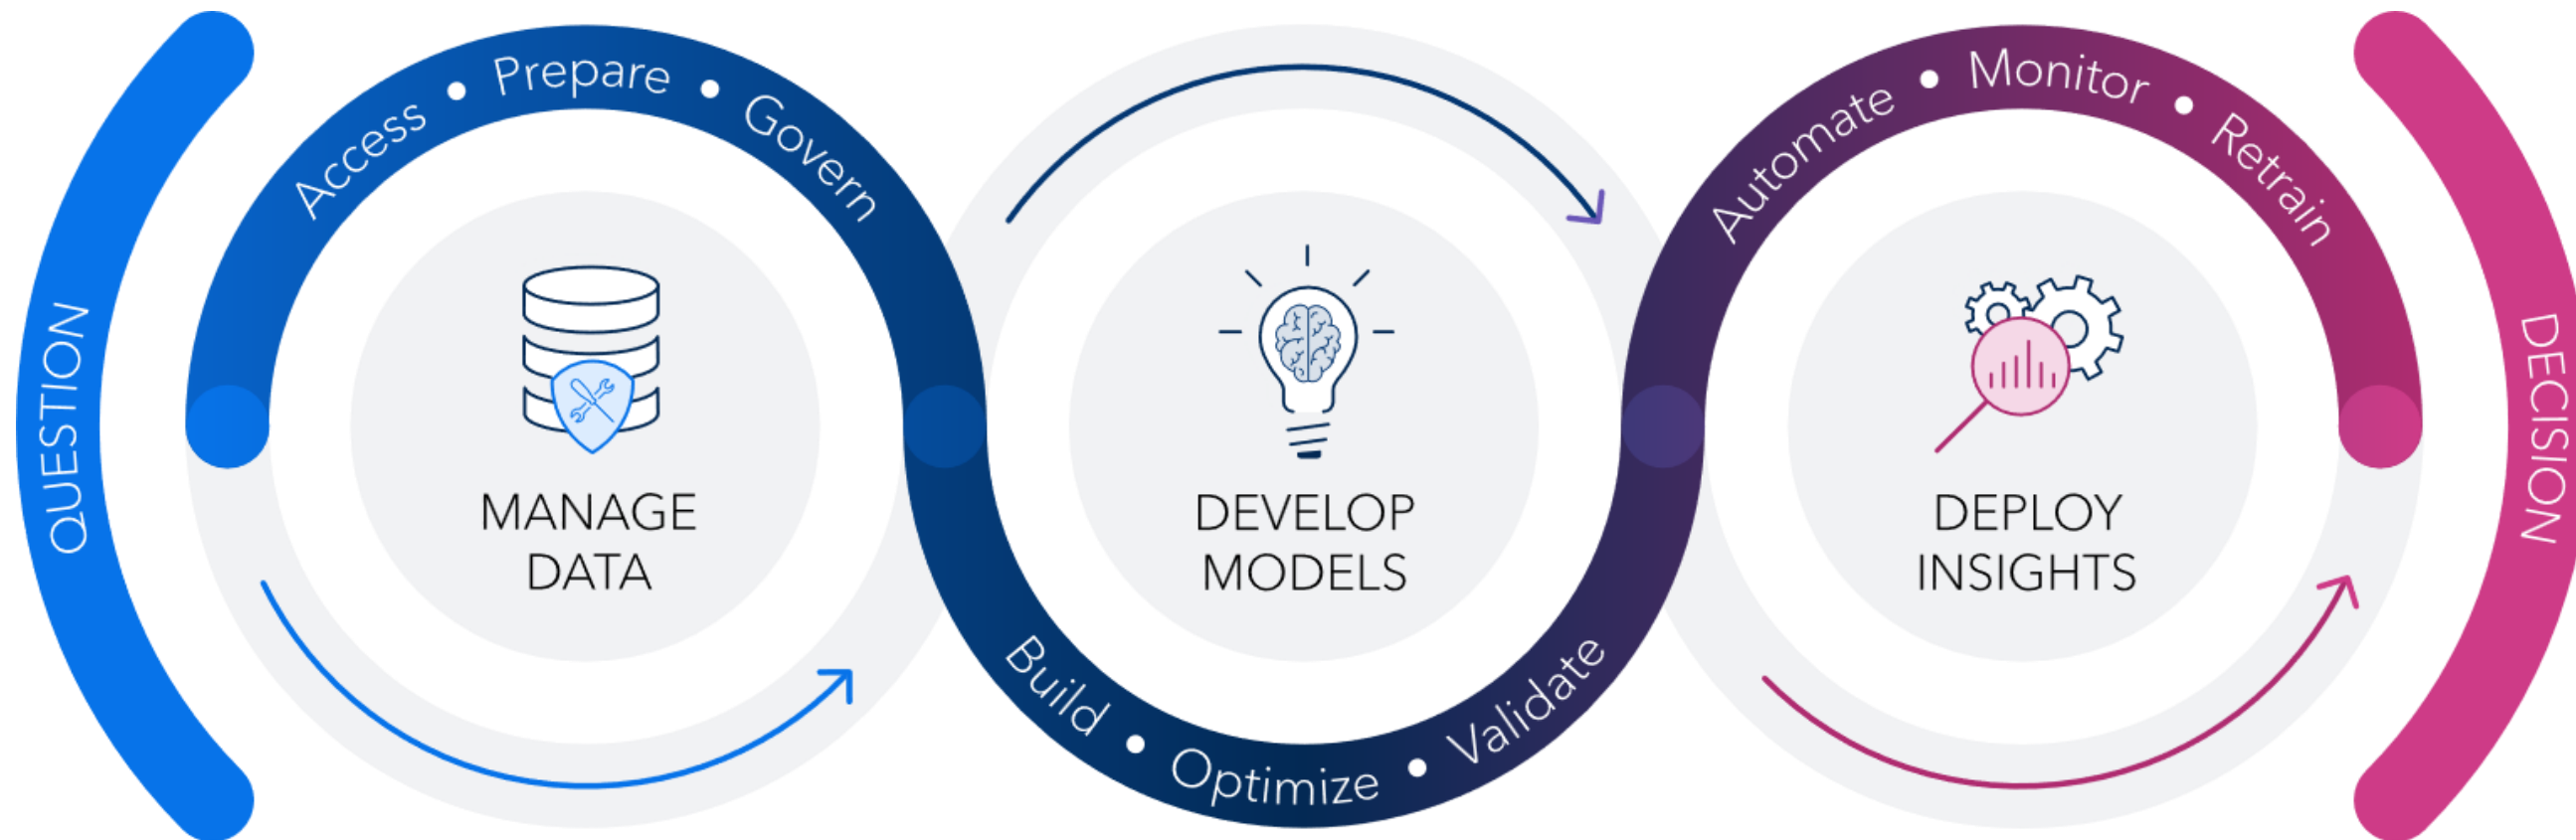 QUESTION
Access • Prepare • Govern
MANAGE
DATA
DEVELOP
MODELS
Build • Optimize • Validate
Automate • Monitor • Retrain
DEPLOY
INSIGHTS
DECISION